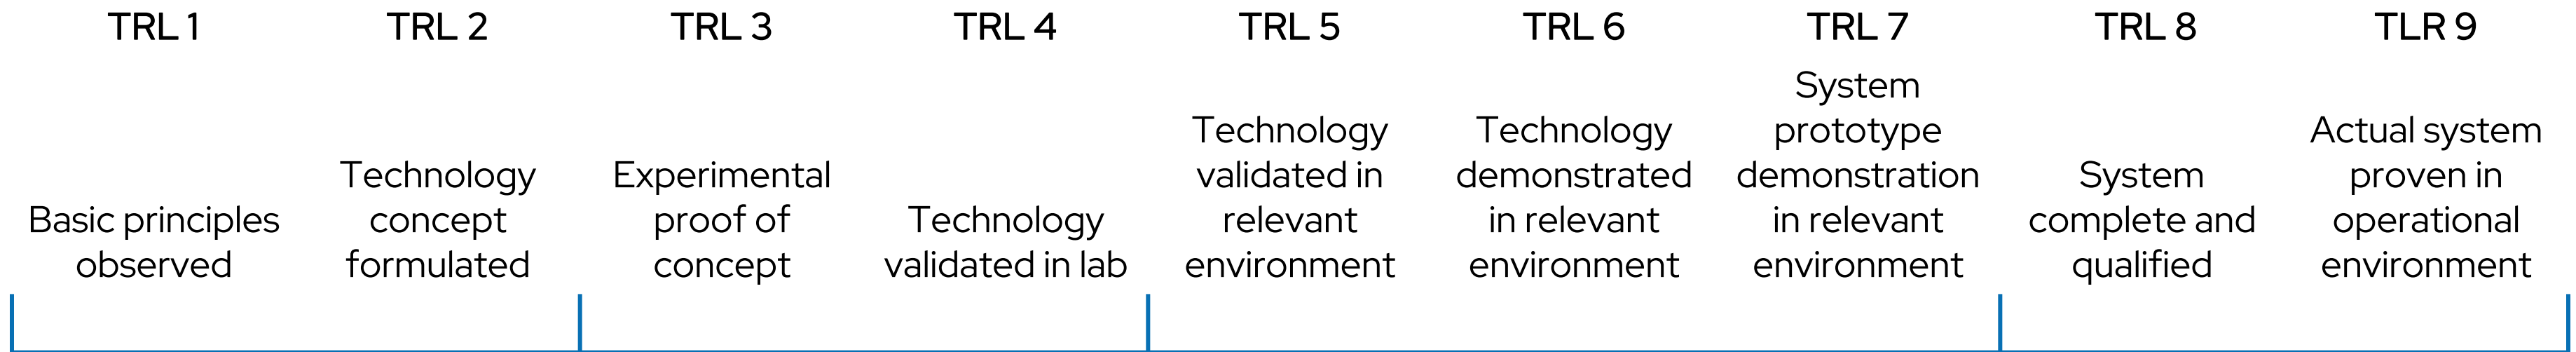 TRL 1
Basic principles
observed
TRL 2
Technology
concept
formulated
TRL 3
Experimental
proof of
concept
TRL 4
Technology
validated in lab
TRL 5
Technology
validated in
relevant
environment
TRL 6
Technology
demonstrated
in relevant
environment
TRL 7
System
prototype
demonstration
in relevant
environment
TRL 8
System
complete and
qualified
TLR 9
Actual system
proven in
operational
environment